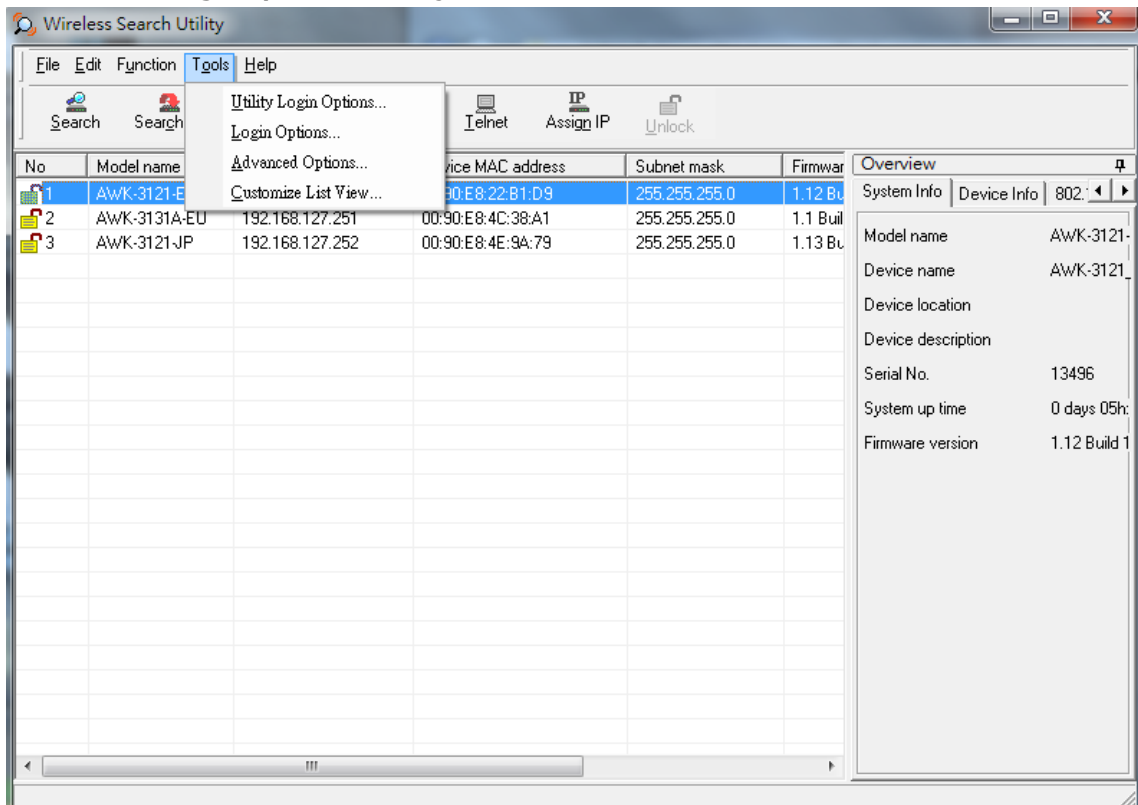 Wireless Search Utility
File Edit Function Tools Help
Search Search Telnet Assign IP Unlock
Utility Login Options...
Login Options...
Advanced Options...
Customize List View...
No Model name vice MAC address Subnet mask Firmwar
1 AWK-3121-E 90:E8:22:B1:D9 255.255.255.0 1.12 Bu
2 AWK-3131A-EU 192.168.127.251 00:90:E8:4C:38:A1 255.255.255.0 1.1 Buil
3 AWK-3121-JP 192.168.127.252 00:90:E8:4E:9A:79 255.255.255.0 1.13 Bu
Overview
System Info Device Info 802.
Model name AWK-3121-
Device name AWK-3121_
Device location
Device description
Serial No. 13496
System up time 0 days 05h:
Firmware version 1.12 Build 1